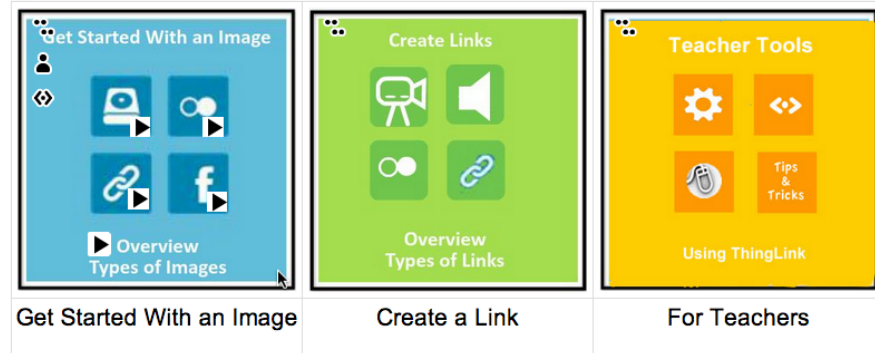 Get Started With an Image
Overview
Types of Images
Get Started With an Image
Create Links
Overview
Types of Links
Create a Link
Teacher Tools
Tips
&
Tricks
Using ThingLink
For Teachers